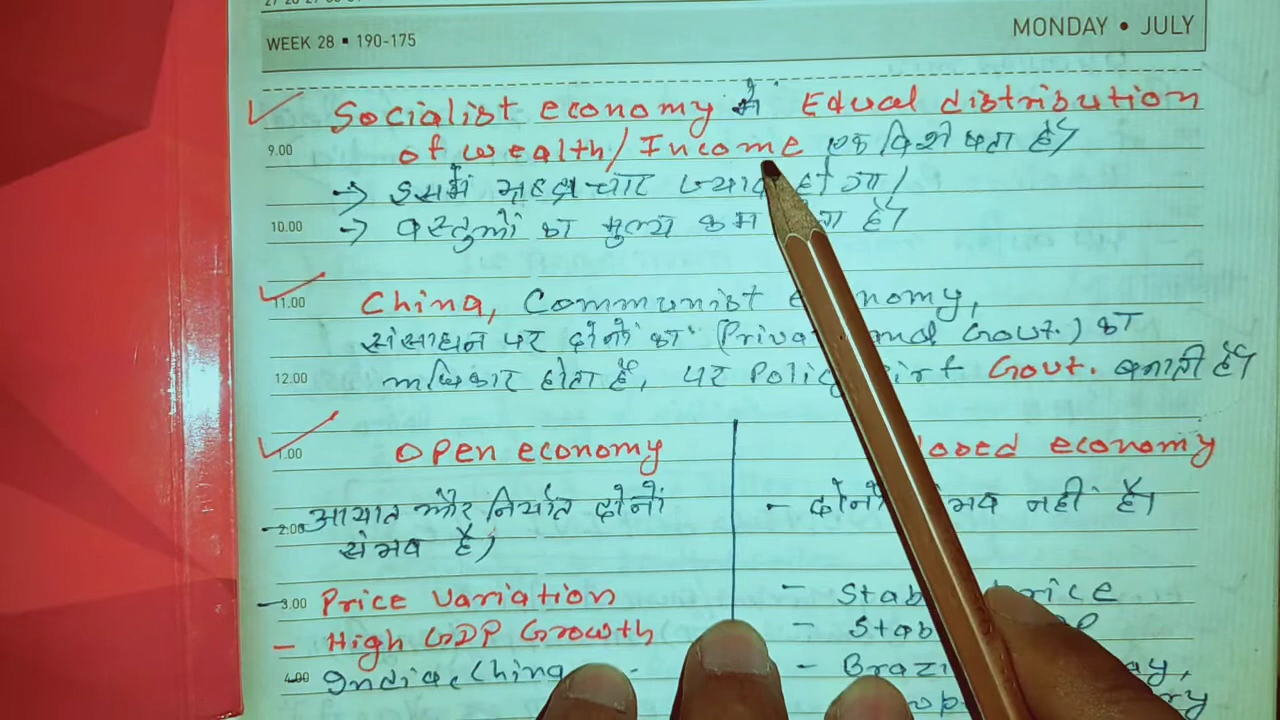 WEEK 28 ▪ 190-175
MONDAY • JULY
Socialist economy में Equal distribution
9.00 of wealth/Income एक विशेषता है।
→ इसमें भ्रष्टाचार ज्यादा होगा।
10.00 → वस्तुओं का मुल्य कम है।
11.00 China, Communist economy,
संसाधन पर दोनों का (Private and Govt.) का
12.00 अधिकार होता है, पर Policy Govt. बनाती है।
1.00 Open economy
closed economy
2.00 - आयात और निर्यात दोनों
संभव है,
- दोनों संभव नहीं है।
3.00 - Price variation
- Stable Price
- High GDP Growth
4.00 India, China